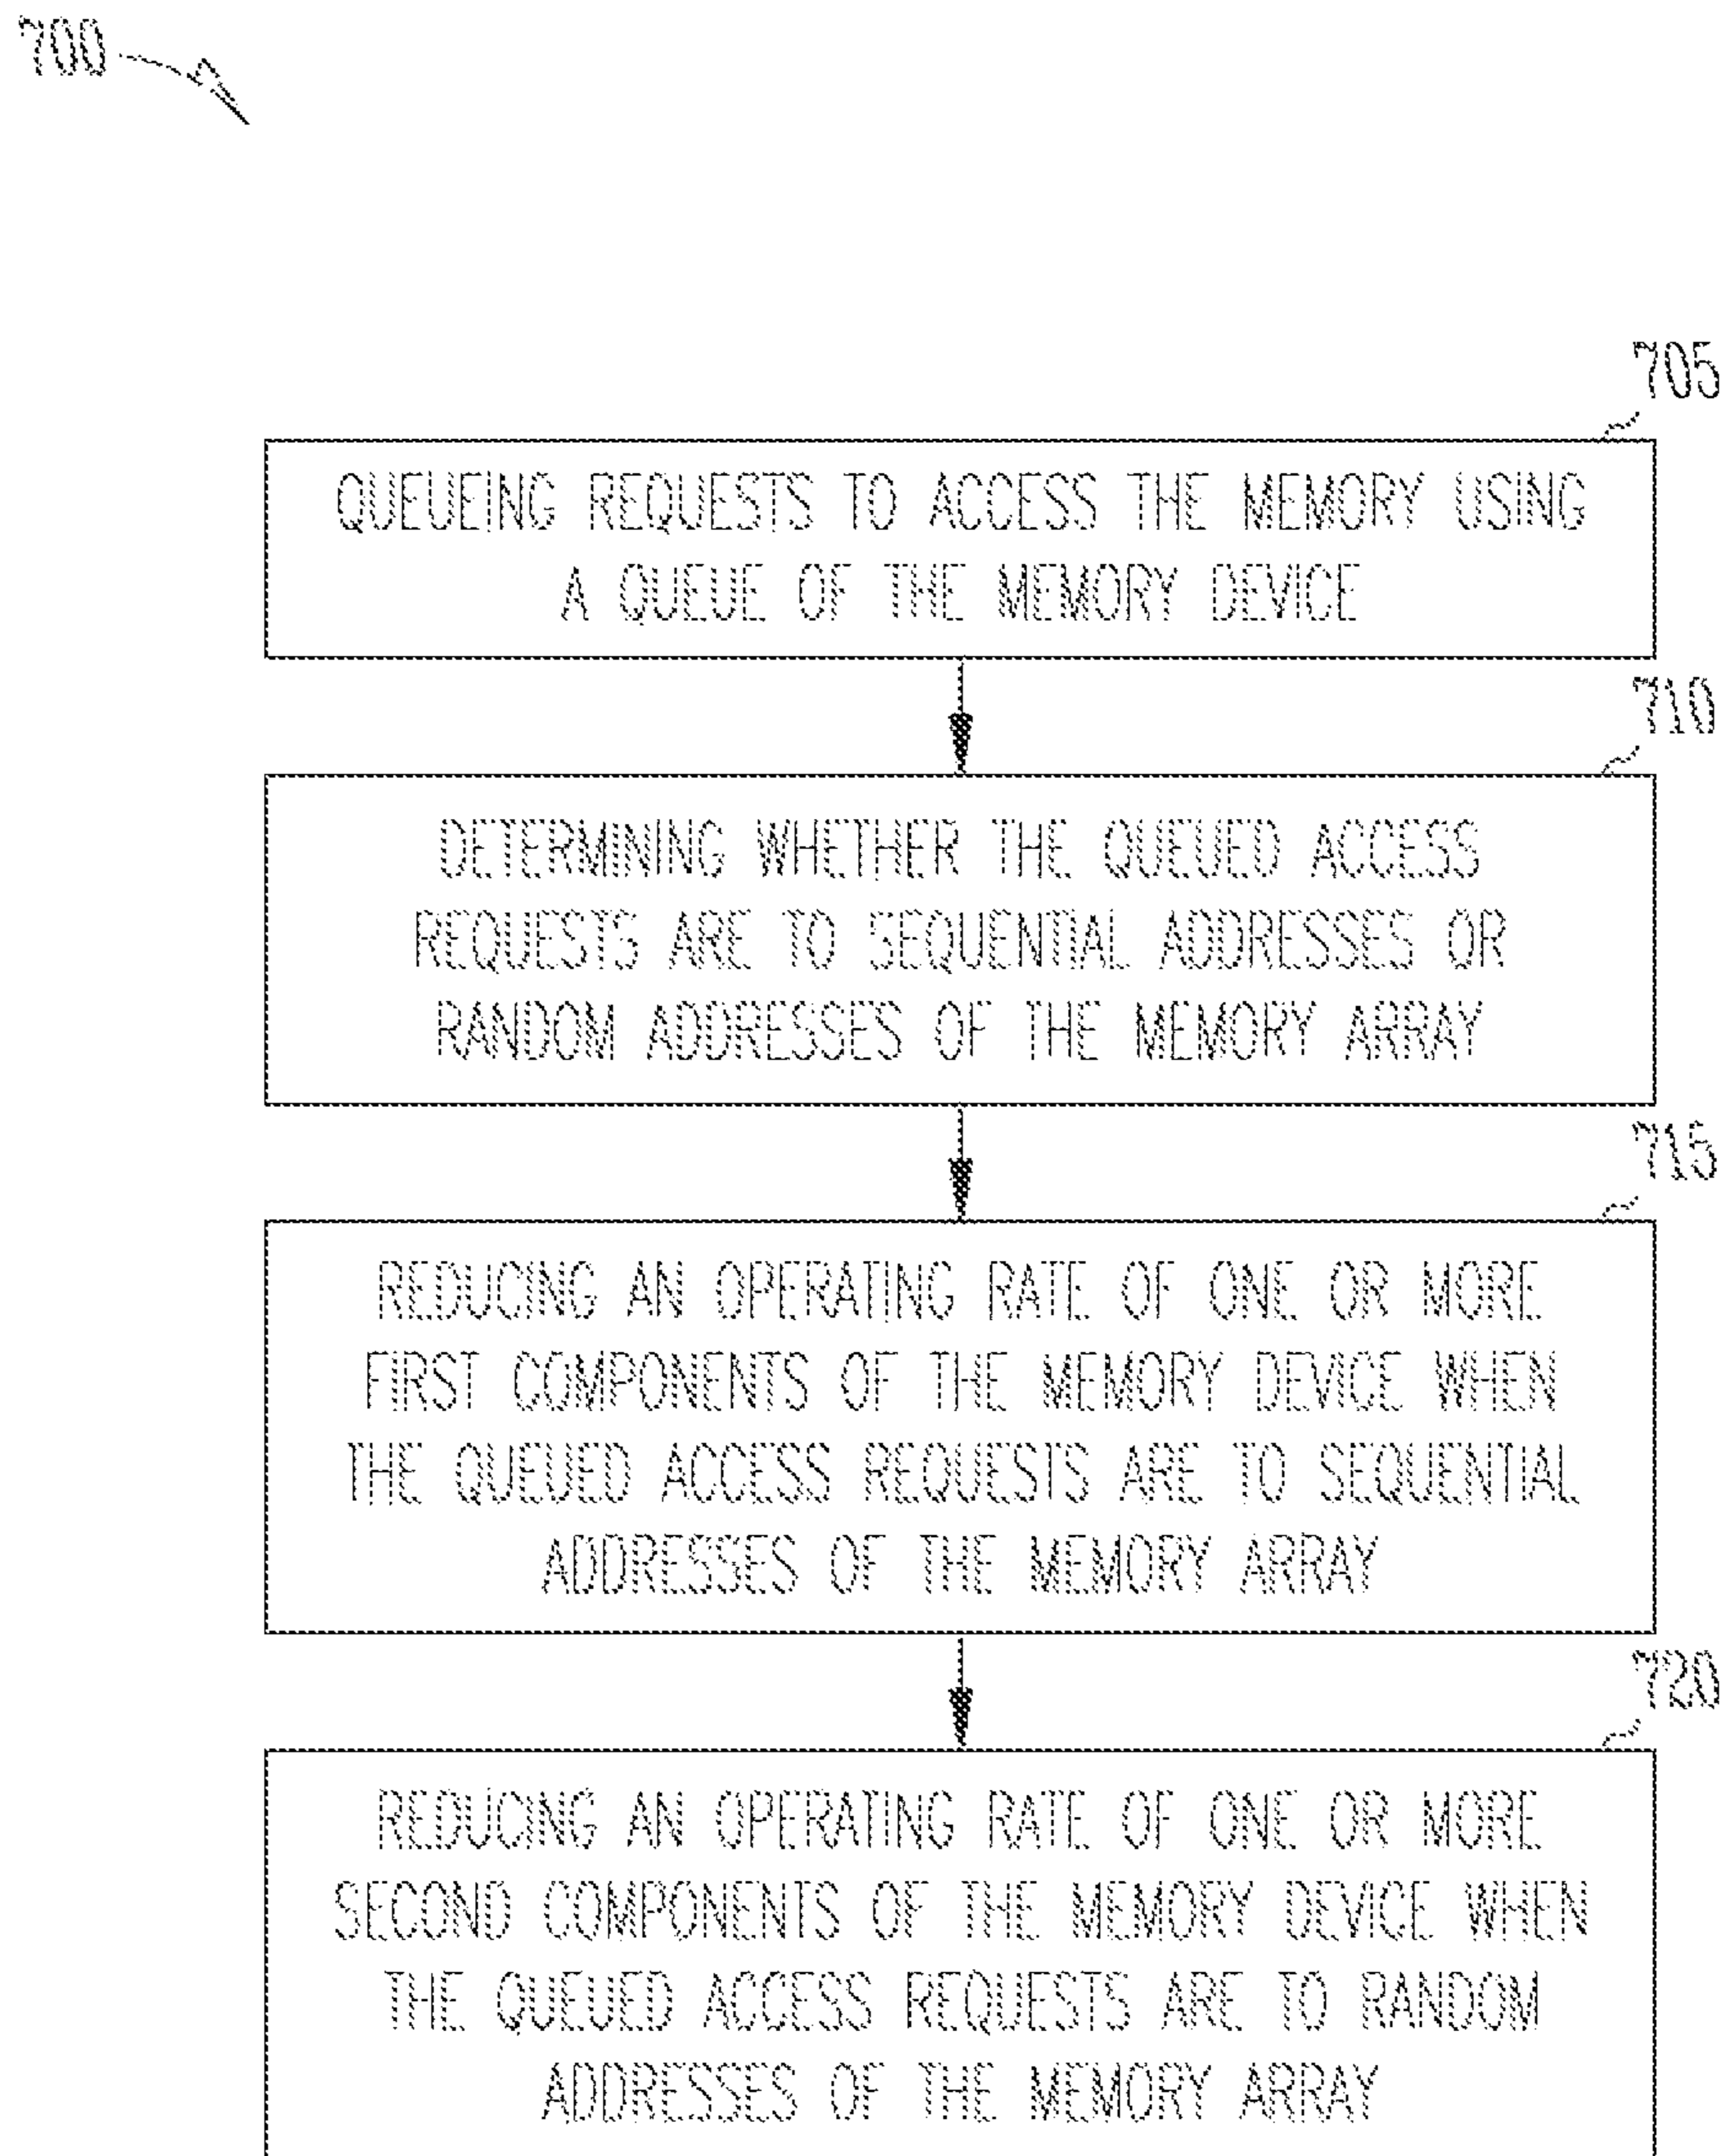 700
705
QUEUEING REQUESTS TO ACCESS THE MEMORY USING
A QUEUE OF THE MEMORY DEVICE
710
DETERMINING WHETHER THE QUEUED ACCESS
REQUESTS ARE TO SEQUENTIAL ADDRESSES OR
RANDOM ADDRESSES OF THE MEMORY ARRAY
715
REDUCING AN OPERATING RATE OF ONE OR MORE
FIRST COMPONENTS OF THE MEMORY DEVICE WHEN
THE QUEUED ACCESS REQUESTS ARE TO SEQUENTIAL
ADDRESSES OF THE MEMORY ARRAY
720
REDUCING AN OPERATING RATE OF ONE OR MORE
SECOND COMPONENTS OF THE MEMORY DEVICE WHEN
THE QUEUED ACCESS REQUESTS ARE TO RANDOM
ADDRESSES OF THE MEMORY ARRAY